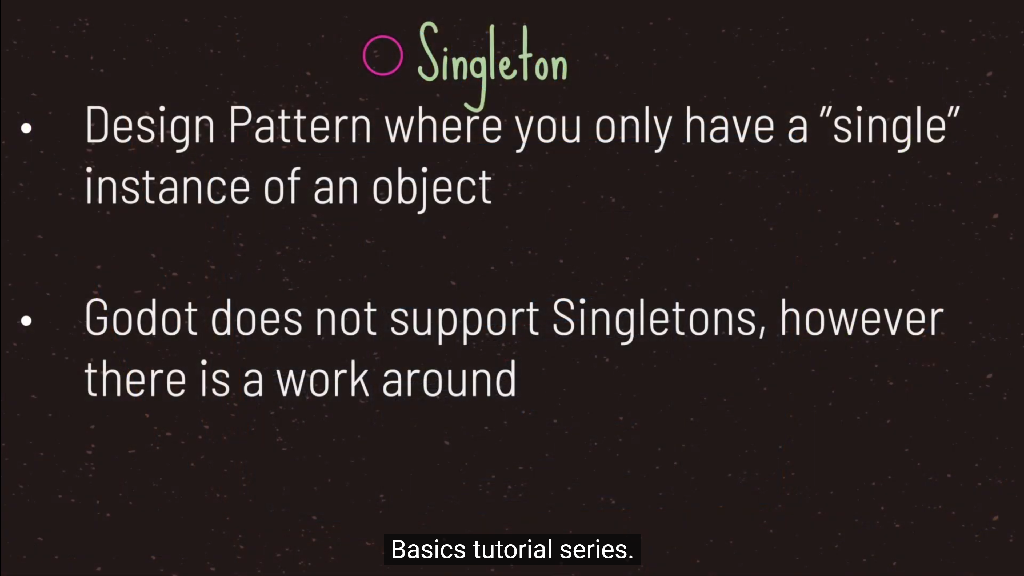 Singleton
• Design Pattern where you only have a "single"
instance of an object
• Godot does not support Singletons, however
there is a work around
Basics tutorial series.